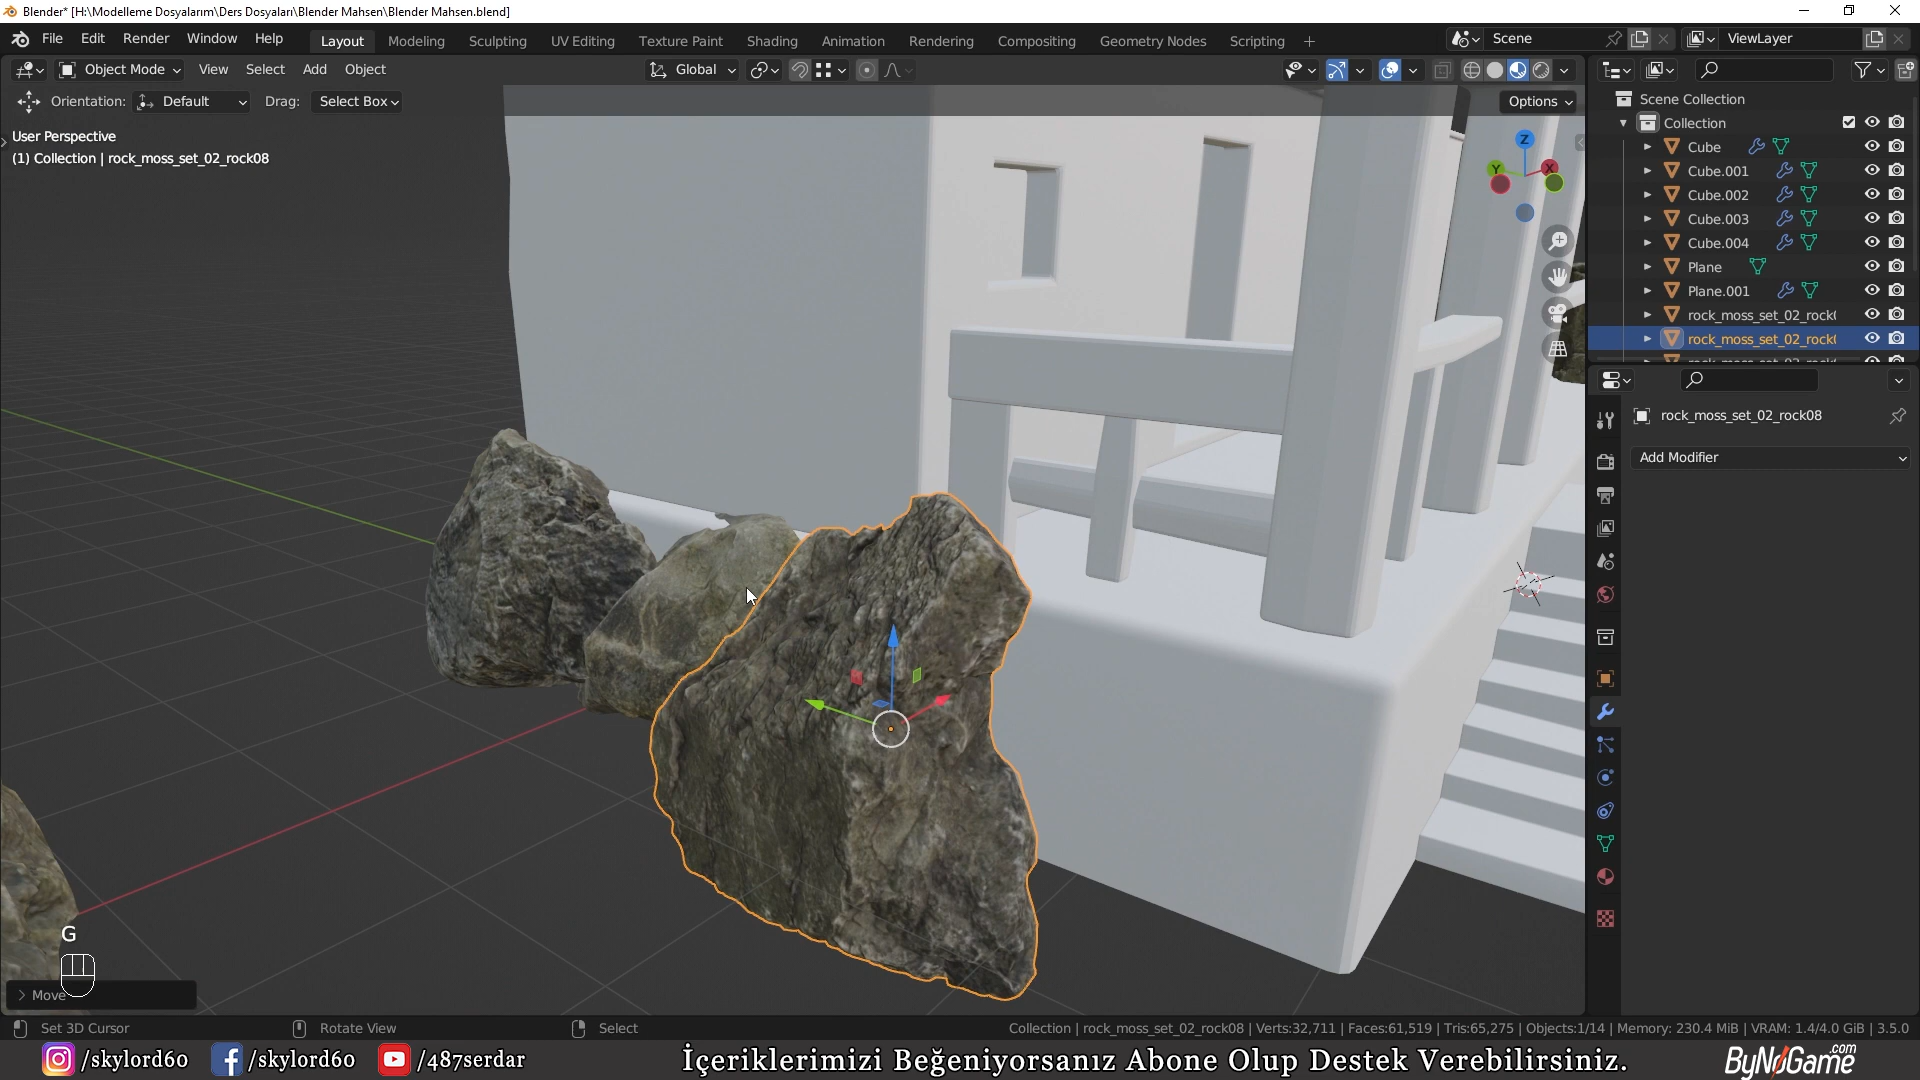 Blender* [H:\Modelleme Dosyalarım\Ders Dosyaları\Blender Mahsen\Blender Mahsen.blend]
File Edit Render Window Help Layout Modeling Sculpting UV Editing Texture Paint Shading Animation Rendering Compositing Geometry Nodes Scripting + Scene ViewLayer
Object Mode View Select Add Object Global
Orientation: Default Drag: Select Box Options
User Perspective
(1) Collection | rock_moss_set_02_rock08
Z
Y
X
Scene Collection
Collection
Cube
Cube.001
Cube.002
Cube.003
Cube.004
Plane
Plane.001
rock_moss_set_02_rock
rock_moss_set_02_rock
rock_moss_set_02_rock08
Add Modifier
G
Move
Set 3D Cursor Rotate View Select Collection | rock_moss_set_02_rock08 | Verts:32,711 | Faces:61,519 | Tris:65,275 | Objects:1/14 | Memory: 230.4 MiB | VRAM: 1.4/4.0 GiB | 3.5.0
/skylord60 /skylord60 /487serdar İçeriklerimizi Beğeniyorsanız Abone Olup Destek Verebilirsiniz. ByNoGame.com